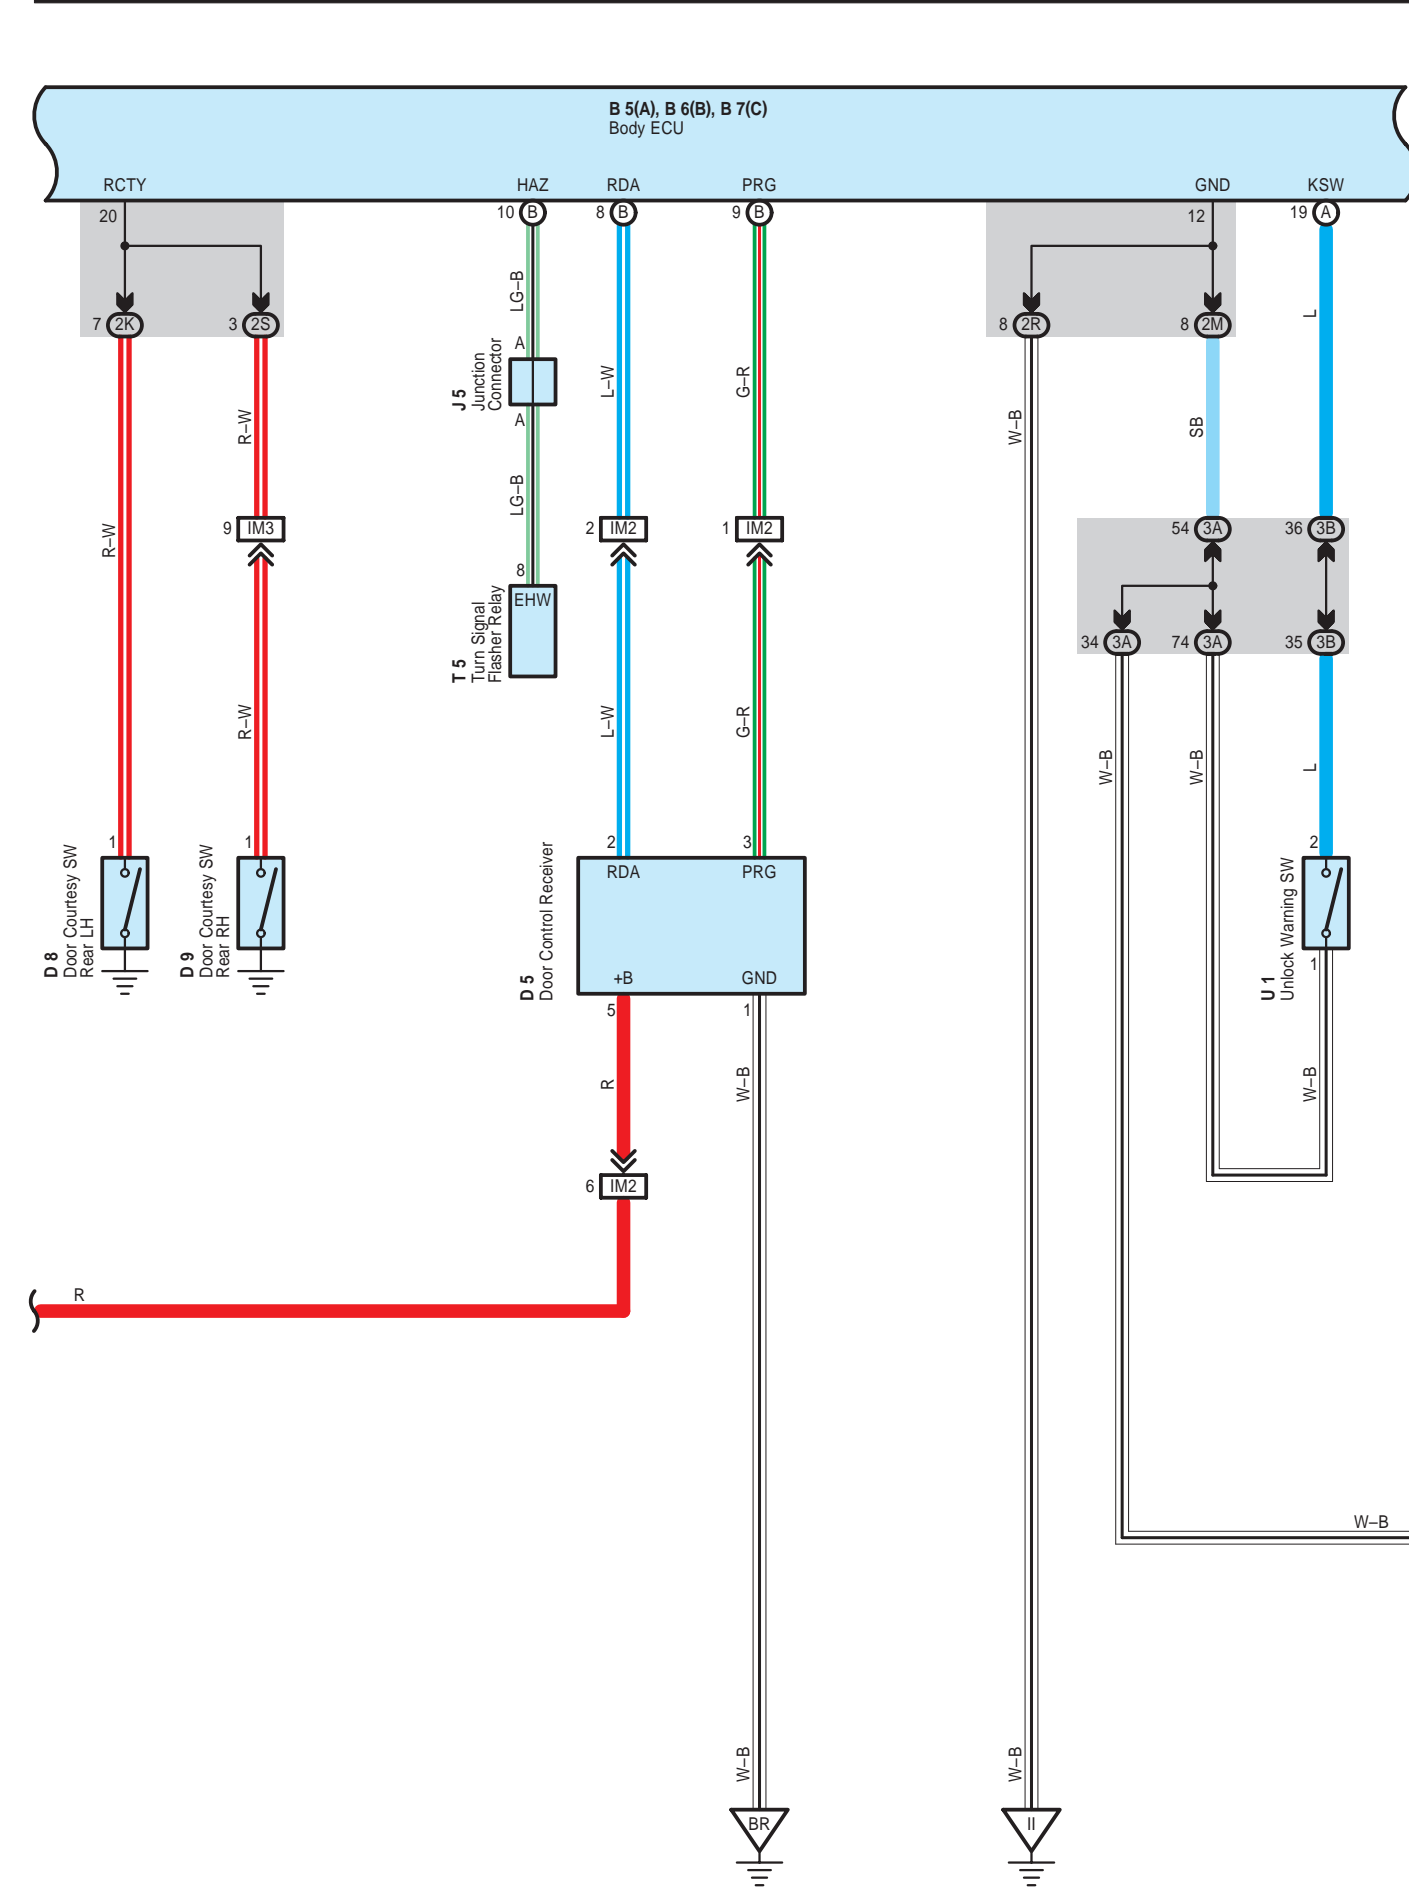 B 5(A), B 6(B), B 7(C)
Body ECU
RCTY
HAZ
RDA
PRG
GND
KSW
20
10 B
8 B
9 B
12
19 A
7 2K
3 2S
8 2R
8 2M
LG–B
L
A
J 5
Junction
Connector
A
L–W
G–R
R–W
W–B
SB
LG–B
R–W
9 IM3
2 IM2
1 IM2
54 3A
36 3B
8
EHW
T 5
Turn Signal
Flasher Relay
34 3A
74 3A
35 3B
R–W
L–W
G–R
W–B
W–B
L
1
1
2
3
2
D 8
Door Courtesy SW
Rear LH
D 9
Door Courtesy SW
Rear RH
D 5
Door Control Receiver
RDA
PRG
+B
GND
U 1
Unlock Warning SW
1
5
1
R
W–B
W–B
6 IM2
R
W–B
W–B
W–B
BR
II